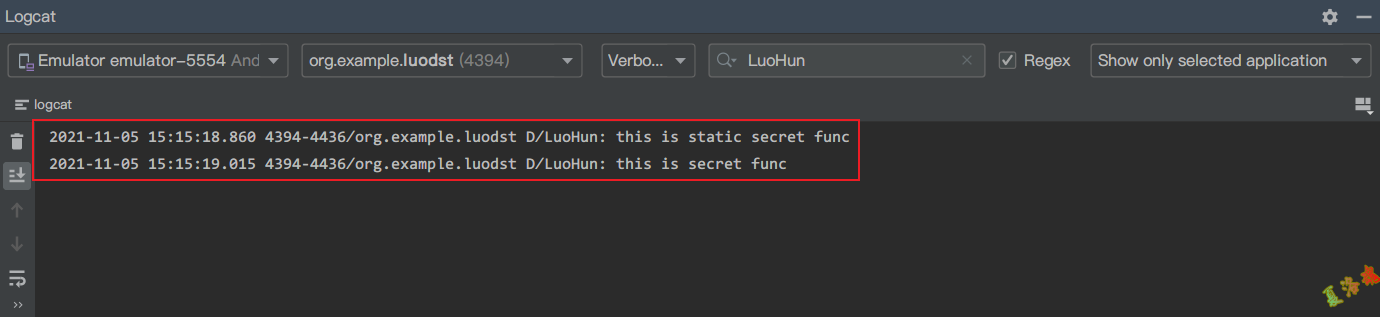 Logcat
Emulator emulator-5554 And
org.example.luodst (4394)
Verbo...
LuoHun
Regex
Show only selected application
logcat
2021-11-05 15:15:18.860 4394-4436/org.example.luodst D/LuoHun: this is static secret func
2021-11-05 15:15:19.015 4394-4436/org.example.luodst D/LuoHun: this is secret func